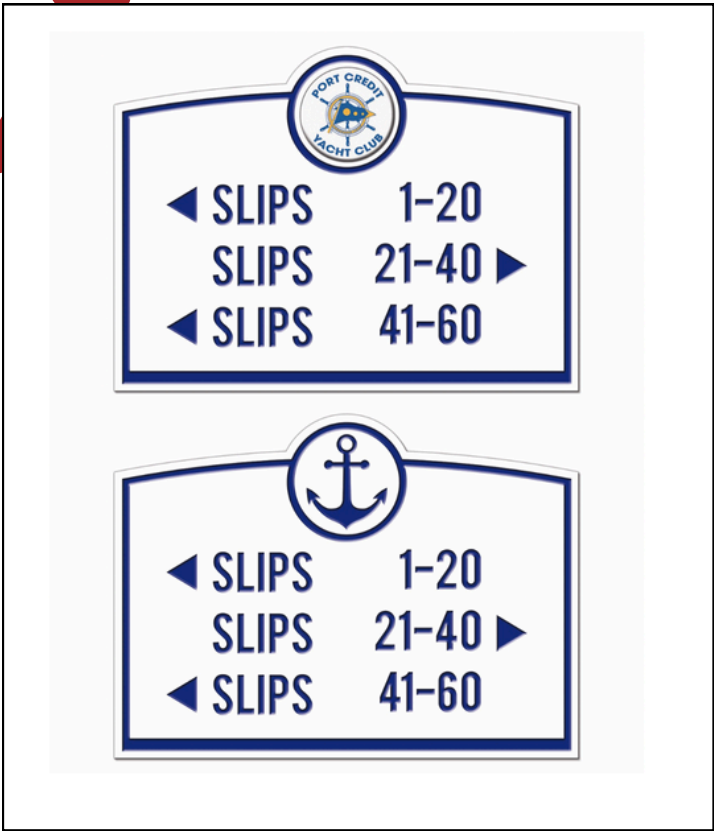 PORT CREDIT
YACHT CLUB
◀ SLIPS 1-20
SLIPS 21-40 ▶
◀ SLIPS 41-60
◀ SLIPS 1-20
SLIPS 21-40 ▶
◀ SLIPS 41-60